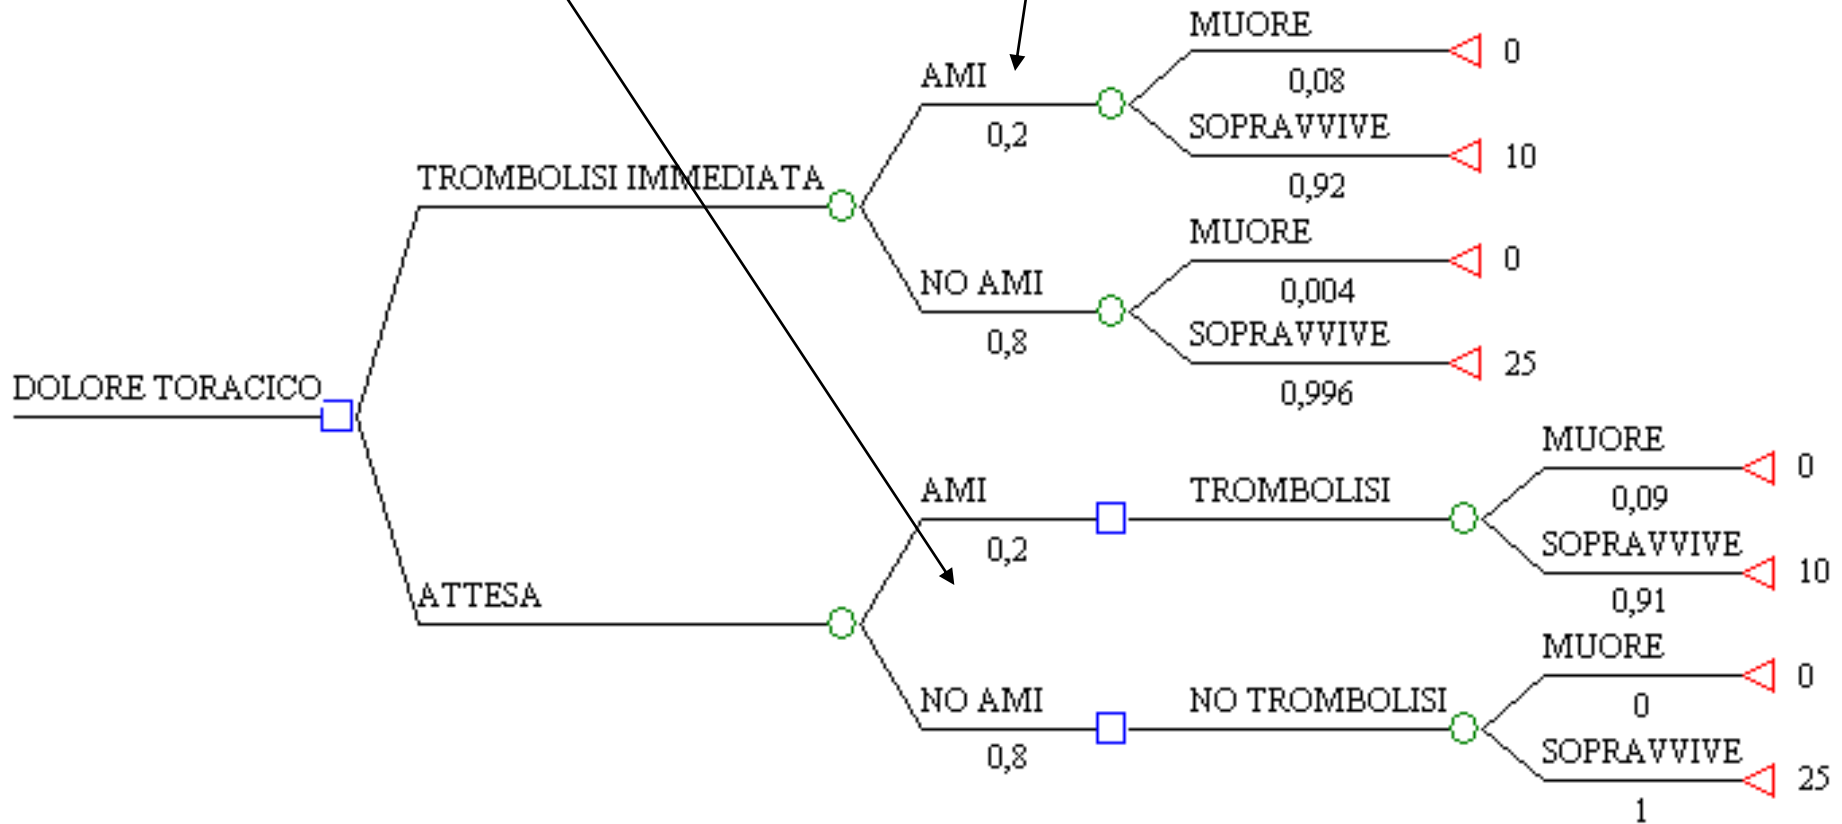 MUORE
0
0,08
AMI
0,2
SOPRAVVIVE
10
0,92
TROMBOLISI IMMEDIATA
MUORE
0
0,004
NO AMI
0,8
SOPRAVVIVE
25
0,996
DOLORE TORACICO
MUORE
0
0,09
AMI
0,2
TROMBOLISI
SOPRAVVIVE
10
0,91
ATTESA
MUORE
0
0
NO AMI
0,8
NO TROMBOLISI
SOPRAVVIVE
25
1